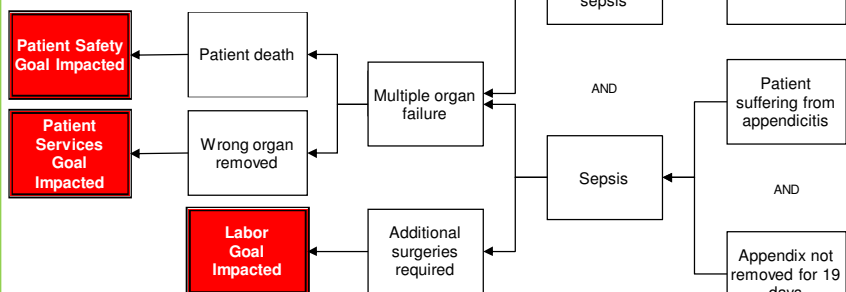 sepsis
Patient Safety
Goal Impacted
Patient death
Multiple organ
failure
AND
Patient
suffering from
appendicitis
Patient
Services
Goal
Impacted
Wrong organ
removed
Sepsis
AND
Labor
Goal
Impacted
Additional
surgeries
required
Appendix not
removed for 19
days